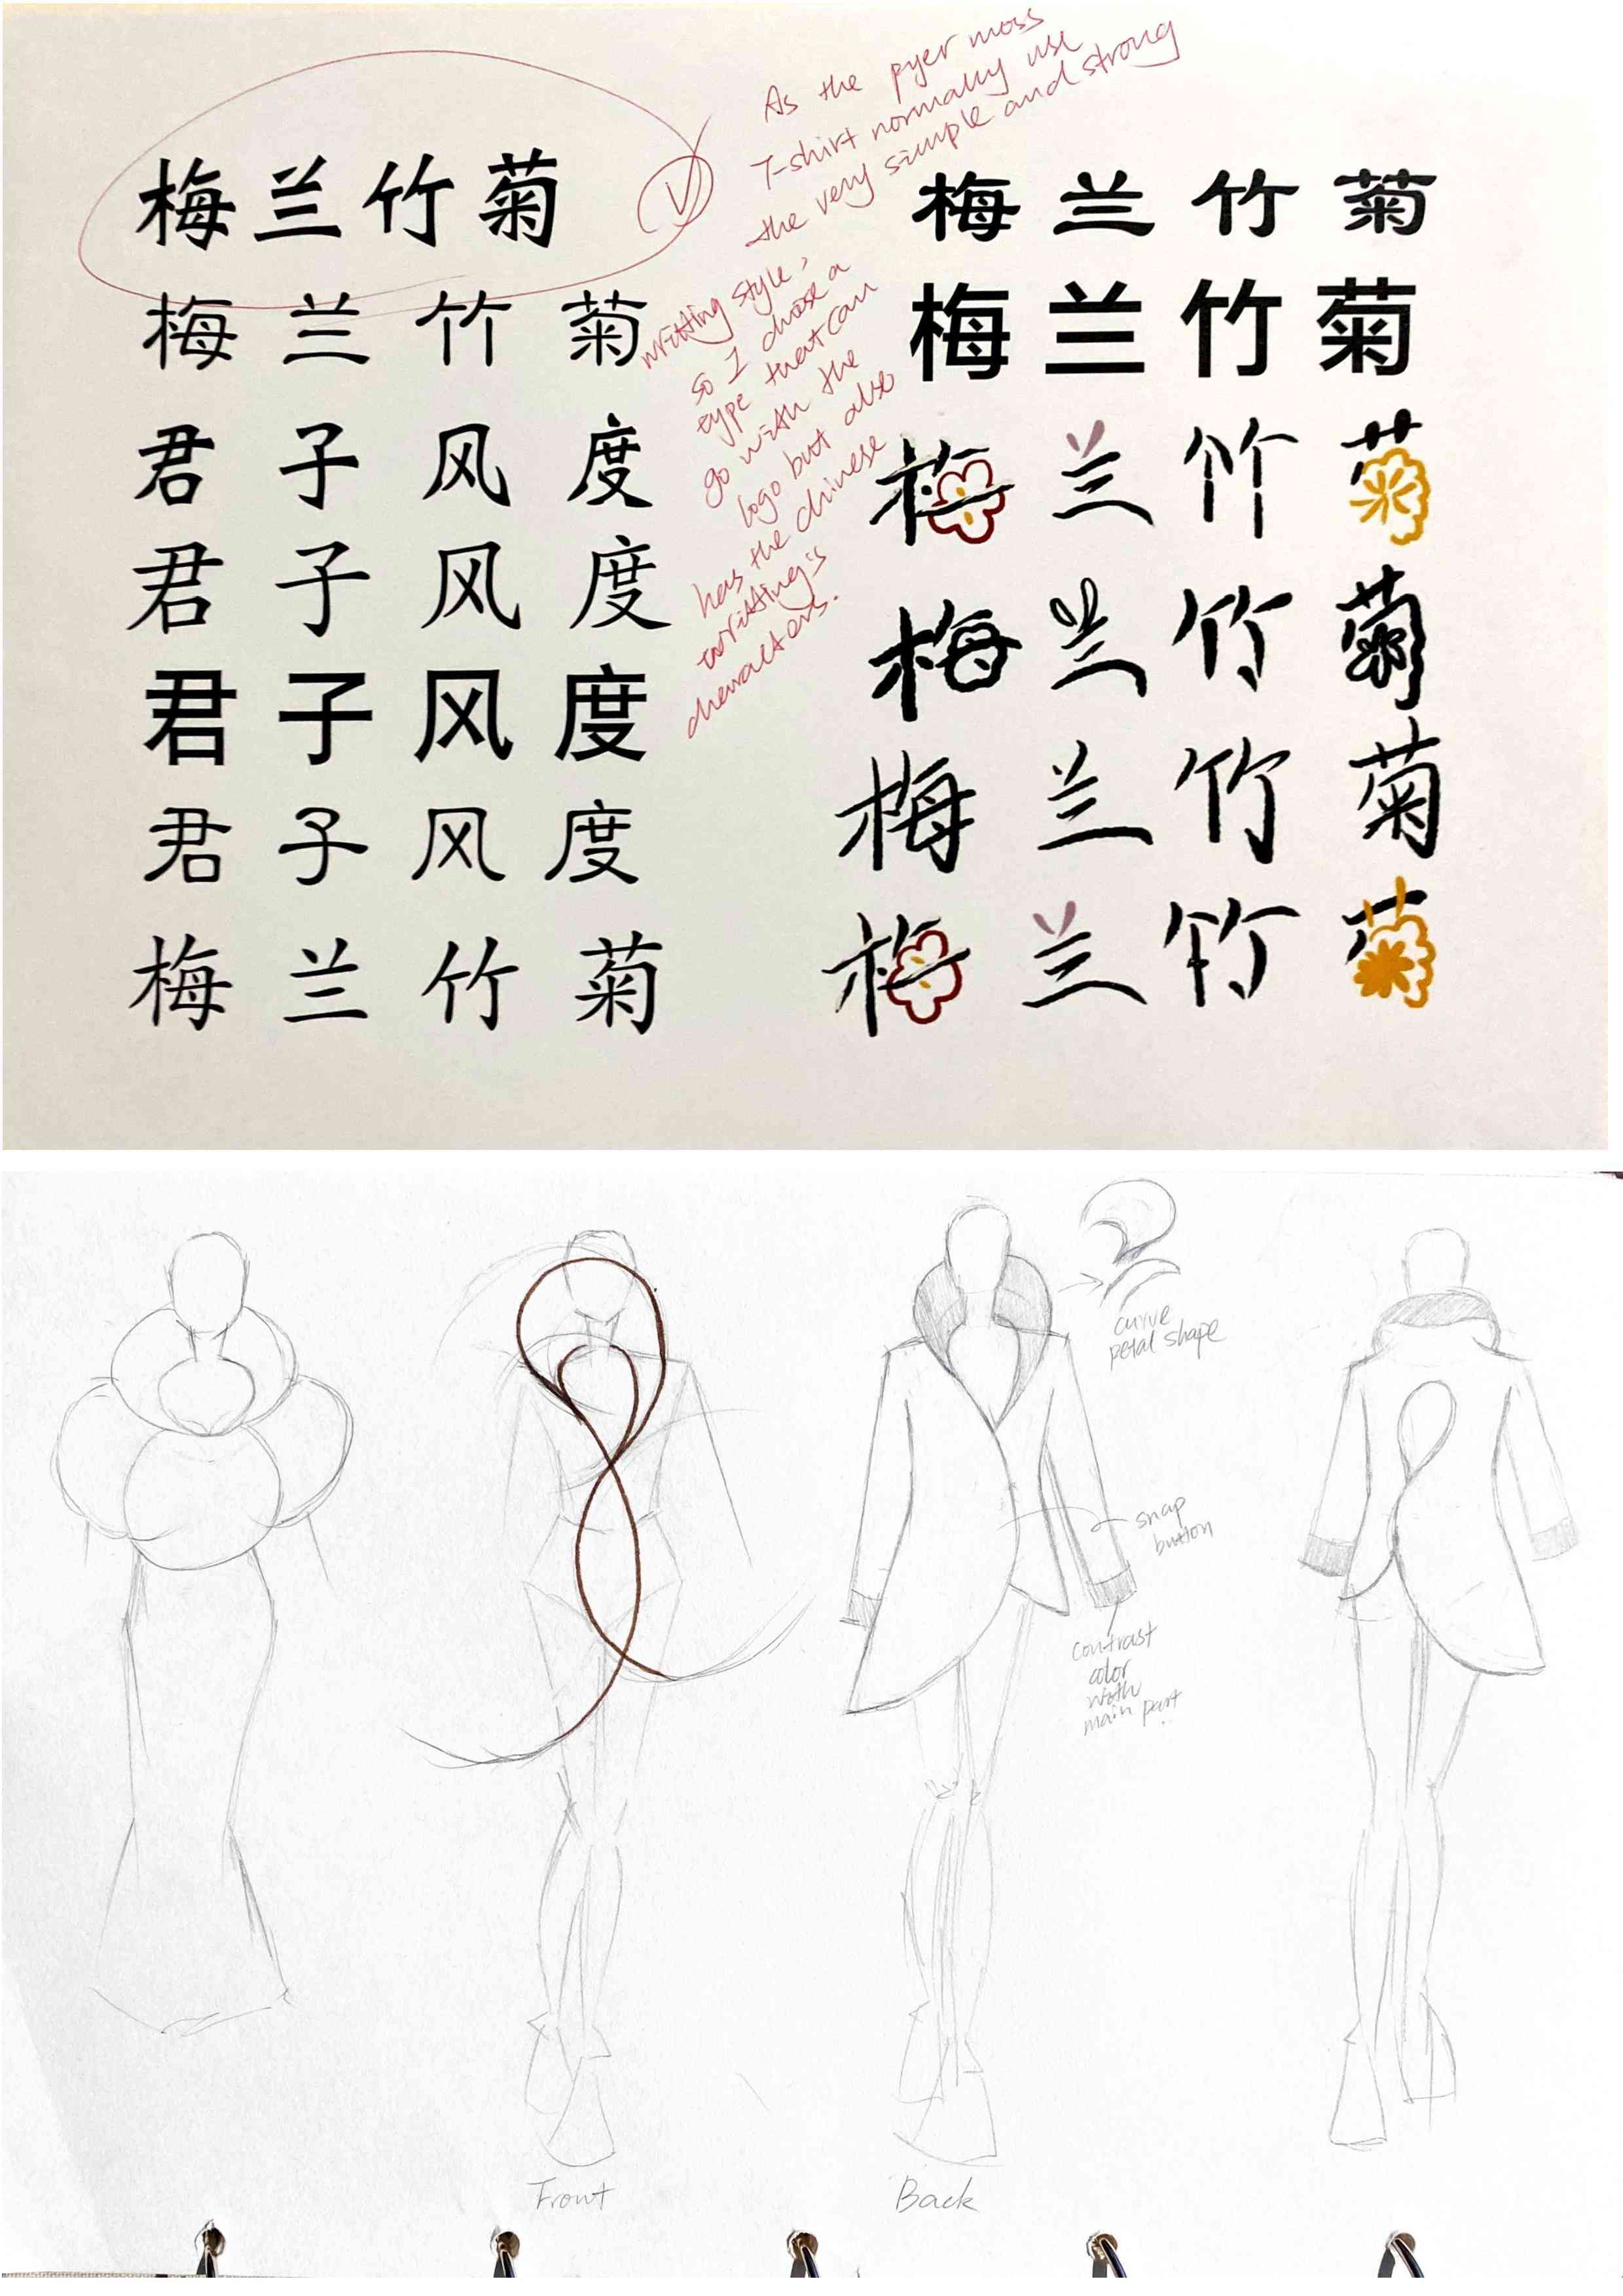 梅兰竹菊
梅 兰 竹 菊
君 子 风 度
君 子 风 度
君 子 风 度
君 子 风 度
梅 兰 竹 菊
As the pyer moss
T-shirt normally use
the very simple and strong
writting style,
so I chose a
type that can
go with the
logo but also
has the chinese
writting's
characters.
梅 兰 竹 菊
梅 兰 竹 菊
梅 兰 竹 菊
梅 兰 竹 菊
梅 兰 竹 菊
梅 兰 竹 菊
curve
petal shape
snap
button
contrast
color
with
main part
Front
Back